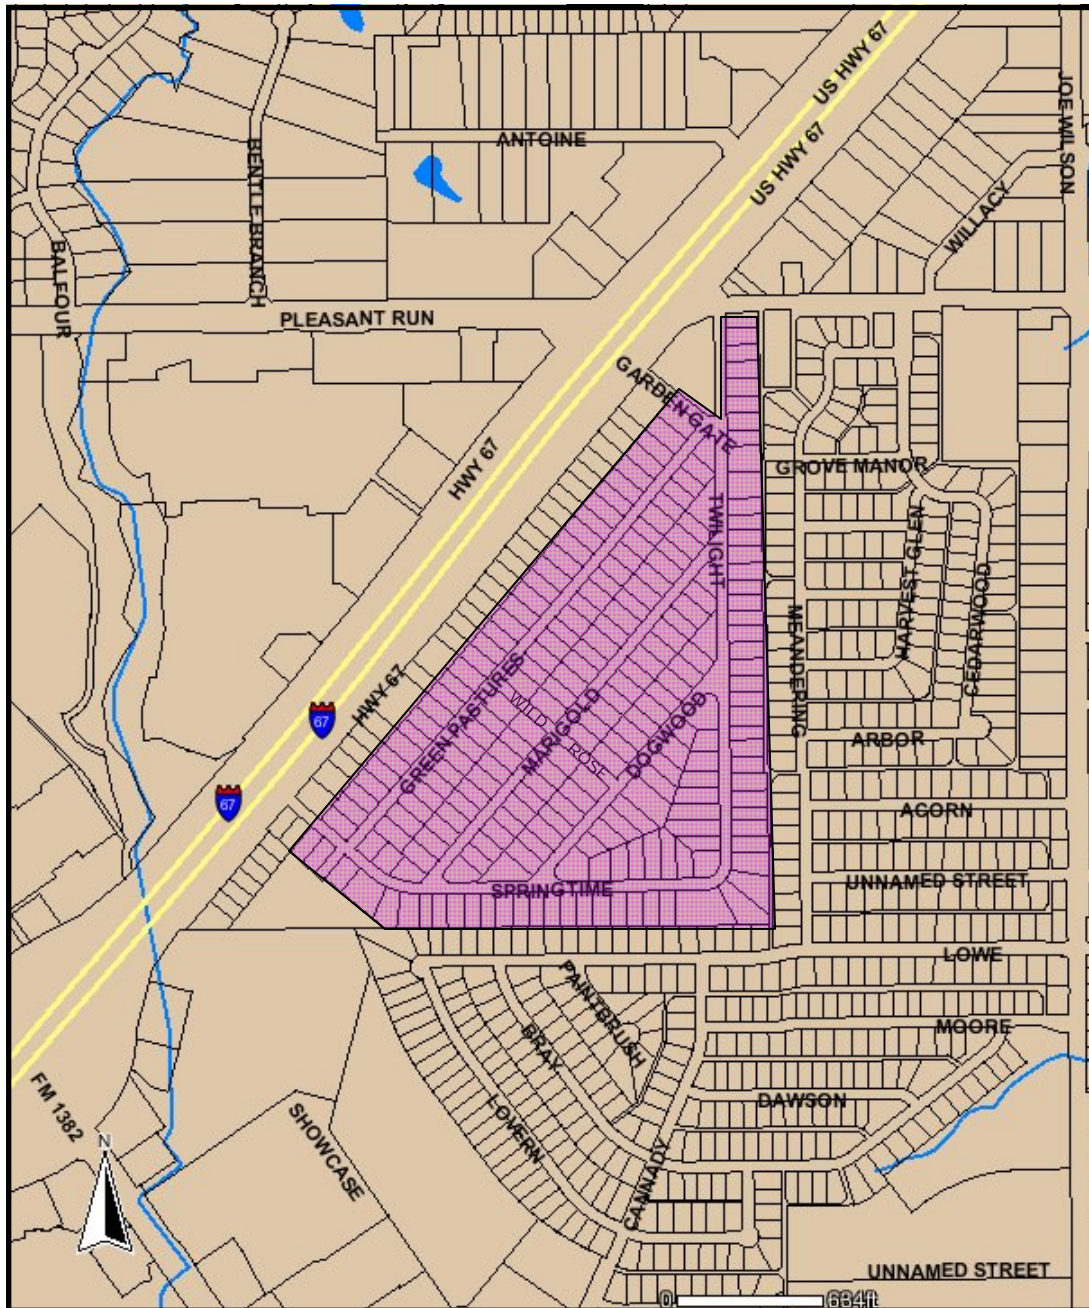 US HWY 67
US HWY 67
JOE WILSON
ANTOINE
BENTLE BRANCH
WILLACY
BALFOUR
PLEASANT RUN
GARDEN GATE
HWY 67
GROVE MANOR
TWILIGHT
HARVEST GLEN
CEDARWOOD
MEANDERING
HWY 67
67
GREEN PASTURES
WILD ROSE
MARIGOLD
DOGWOOD
ARBOR
67
ACORN
SPRINGTIME
UNNAMED STREET
LOWE
PAINTBRUSH
BRAY
MOORE
FM 1382
LOVERN
SHOWCASE
DAWSON
N
CANNADY
UNNAMED STREET
0 684ft